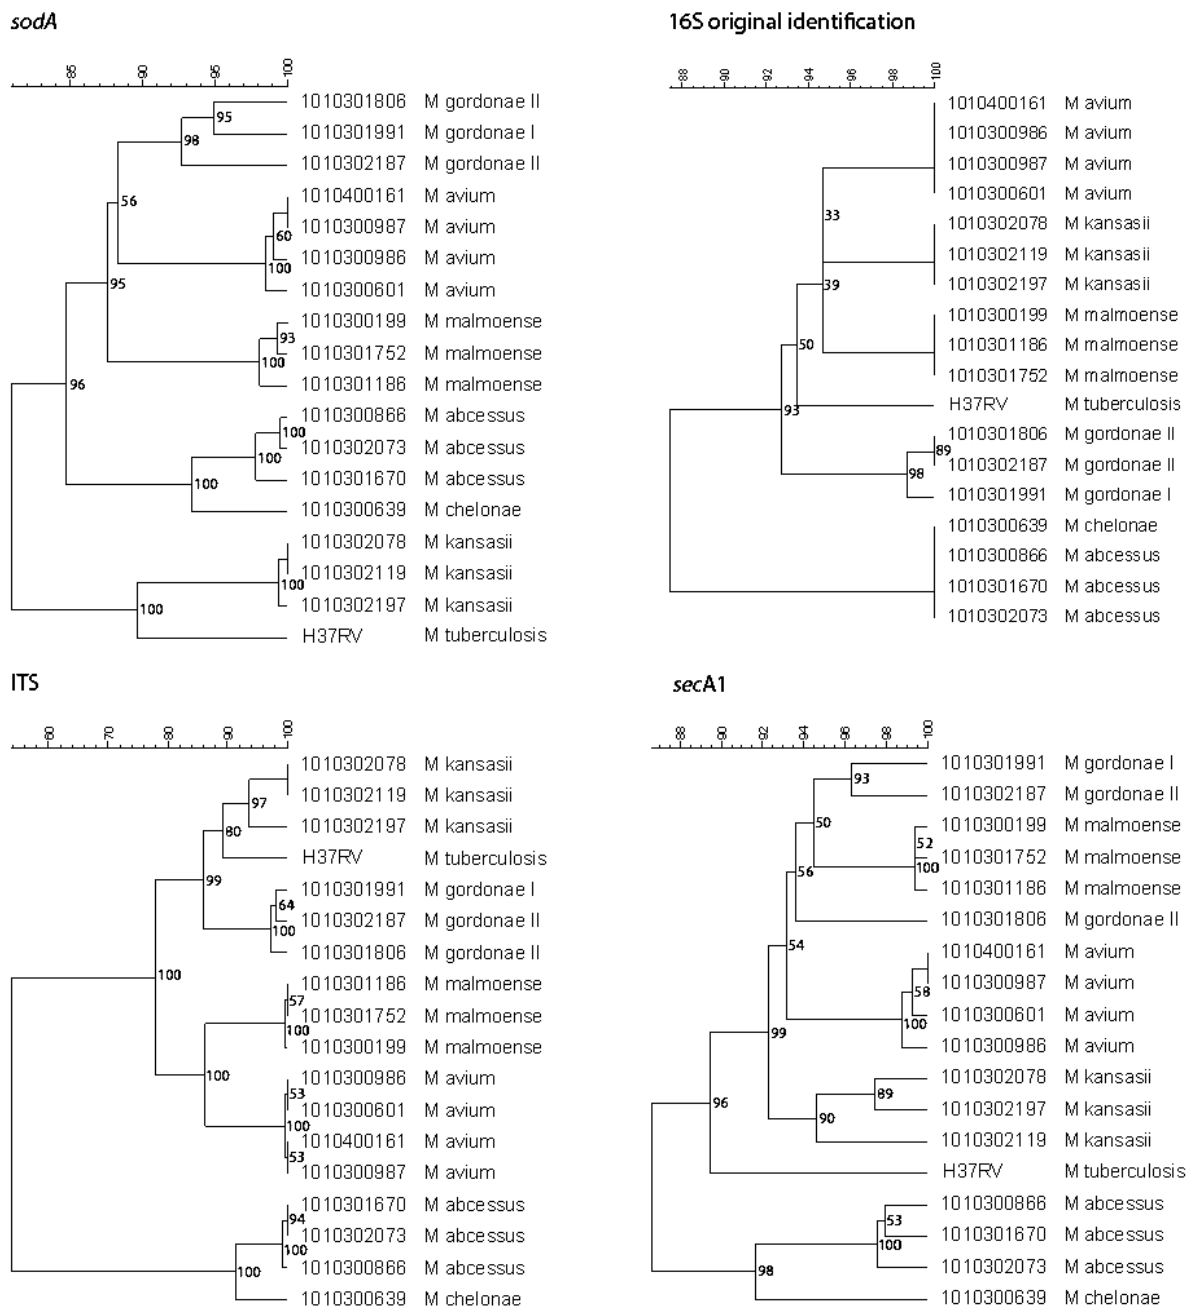 sodA
85 90 95 100
1010301806 M gordonae II
95
1010301991 M gordonae I
98
1010302187 M gordonae II
56
1010400161 M avium
1010300987 M avium
60
1010300986 M avium
100
1010300601 M avium
95
1010300199 M malmoense
93
1010301752 M malmoense
100
1010301186 M malmoense
96
1010300866 M abcessus
100
1010302073 M abcessus
100
1010301670 M abcessus
100
1010300639 M chelonae
1010302078 M kansasii
1010302119 M kansasii
100
1010302197 M kansasii
100
H37RV M tuberculosis
16S original identification
88 90 92 94 96 98 100
1010400161 M avium
1010300986 M avium
1010300987 M avium
1010300601 M avium
33
1010302078 M kansasii
1010302119 M kansasii
1010302197 M kansasii
39
1010300199 M malmoense
1010301186 M malmoense
50
1010301752 M malmoense
H37RV M tuberculosis
93
1010301806 M gordonae II
89
1010302187 M gordonae II
98
1010301991 M gordonae I
1010300639 M chelonae
1010300866 M abcessus
1010301670 M abcessus
1010302073 M abcessus
ITS
60 70 80 90 100
1010302078 M kansasii
1010302119 M kansasii
97
1010302197 M kansasii
80
H37RV M tuberculosis
99
1010301991 M gordonae I
64
1010302187 M gordonae II
100
1010301806 M gordonae II
100
1010301186 M malmoense
57
1010301752 M malmoense
100
1010300199 M malmoense
100
1010300986 M avium
53
1010300601 M avium
100
1010400161 M avium
53
1010300987 M avium
1010301670 M abcessus
94
1010302073 M abcessus
100
1010300866 M abcessus
100
1010300639 M chelonae
secA1
88 90 92 94 96 98 100
1010301991 M gordonae I
93
1010302187 M gordonae II
50
1010300199 M malmoense
52
1010301752 M malmoense
100
56
1010301186 M malmoense
1010301806 M gordonae II
54
1010400161 M avium
1010300987 M avium
58
1010300601 M avium
100
99
1010300986 M avium
1010302078 M kansasii
89
1010302197 M kansasii
90
96
1010302119 M kansasii
H37RV M tuberculosis
1010300866 M abcessus
53
1010301670 M abcessus
100
1010302073 M abcessus
98
1010300639 M chelonae